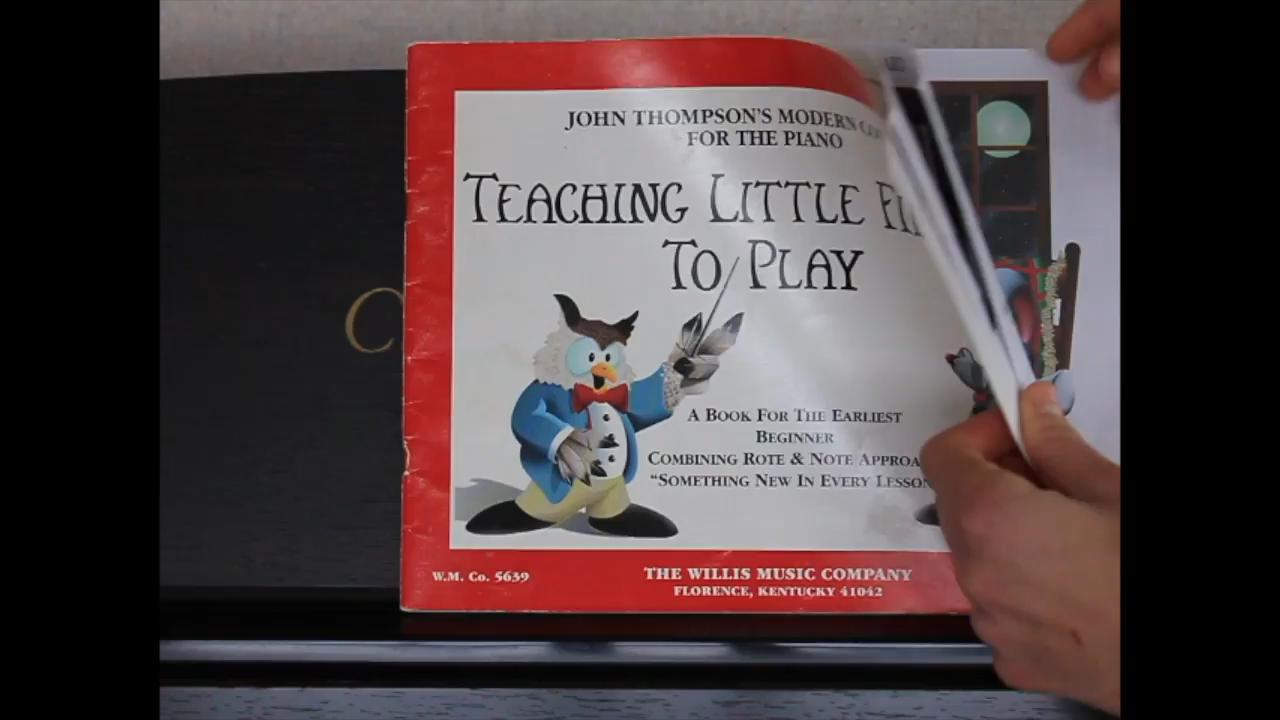 JOHN THOMPSON'S MODERN
FOR THE PIANO
TEACHING LITTLE
TO PLAY
A BOOK FOR THE EARLIEST
BEGINNER
COMBINING ROTE & NOTE
"SOMETHING NEW IN EVERY LESSON
W.M. Co. 5639
THE WILLIS MUSIC COMPANY
FLORENCE, KENTUCKY 41042